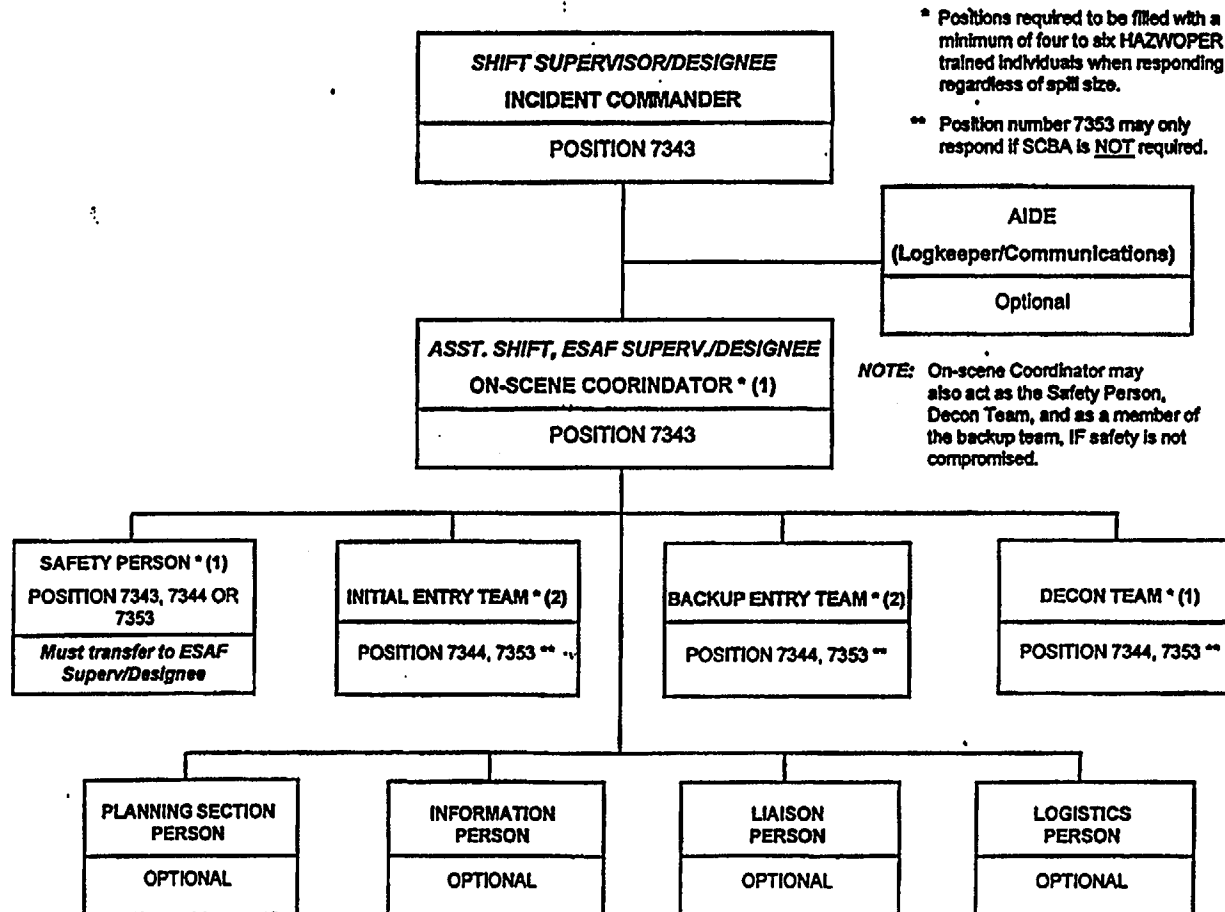 * Positions required to be filled with a
minimum of four to six HAZWOPER
trained individuals when responding
regardless of spill size.
** Position number 7353 may only
respond if SCBA is NOT required.
SHIFT SUPERVISOR/DESIGNEE
INCIDENT COMMANDER
POSITION 7343
AIDE
(Logkeeper/Communications)
Optional
ASST. SHIFT, ESAF SUPERV./DESIGNEE
ON-SCENE COORINDATOR * (1)
POSITION 7343
NOTE: On-scene Coordinator may
also act as the Safety Person,
Decon Team, and as a member of
the backup team, IF safety is not
compromised.
SAFETY PERSON * (1)
POSITION 7343, 7344 OR
7353
Must transfer to ESAF
Superv/Designee
INITIAL ENTRY TEAM * (2)
POSITION 7344, 7353 **
BACKUP ENTRY TEAM * (2)
POSITION 7344, 7353 **
DECON TEAM * (1)
POSITION 7344, 7353 **
PLANNING SECTION
PERSON
OPTIONAL
INFORMATION
PERSON
OPTIONAL
LIAISON
PERSON
OPTIONAL
LOGISTICS
PERSON
OPTIONAL